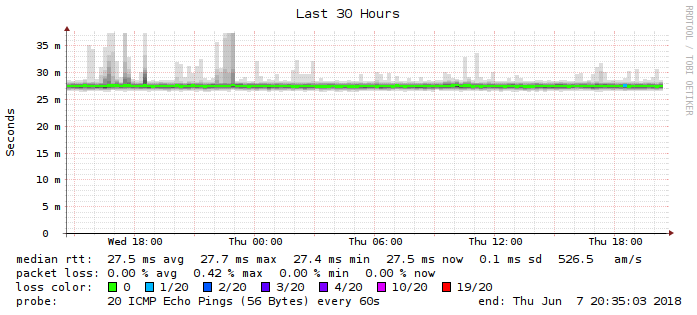 Last 30 Hours
RRDTOOL / TOBI OETIKER
Seconds
35 m
30 m
25 m
20 m
15 m
10 m
5 m
0
Wed 18:00 Thu 00:00 Thu 06:00 Thu 12:00 Thu 18:00
median rtt: 27.5 ms avg 27.7 ms max 27.4 ms min 27.5 ms now 0.1 ms sd 526.5 am/s
packet loss: 0.00 % avg 0.42 % max 0.00 % min 0.00 % now
loss color: 0 1/20 2/20 3/20 4/20 10/20 19/20
probe: 20 ICMP Echo Pings (56 Bytes) every 60s end: Thu Jun 7 20:35:03 2018